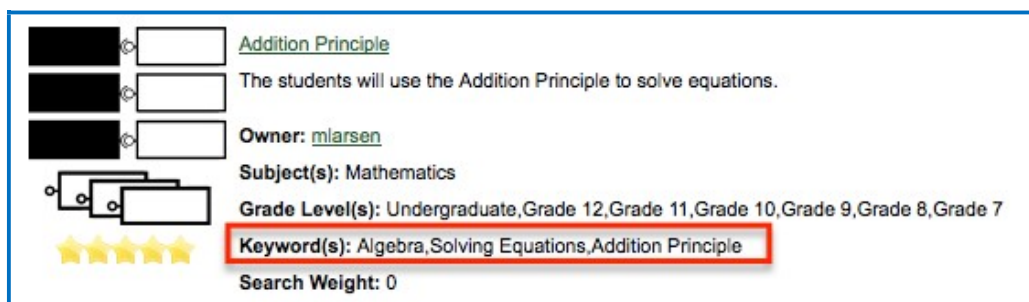 Addition Principle
The students will use the Addition Principle to solve equations.
Owner: mlarsen
Subject(s): Mathematics
Grade Level(s): Undergraduate,Grade 12,Grade 11,Grade 10,Grade 9,Grade 8,Grade 7
Keyword(s): Algebra,Solving Equations,Addition Principle
Search Weight: 0